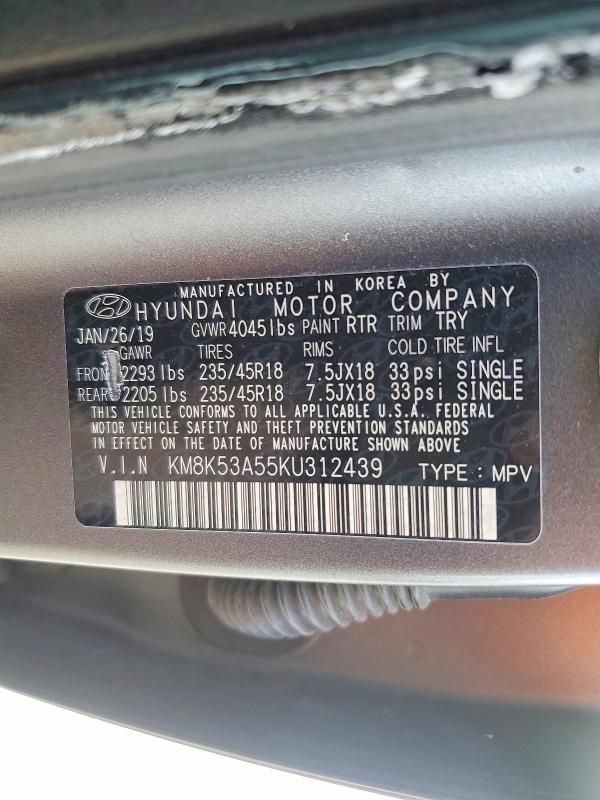 MANUFACTURED IN KOREA BY
HYUNDAI MOTOR COMPANY
JAN/26/19 GVWR 4045lbs PAINT RTR TRIM TRY
GAWR TIRES RIMS COLD TIRE INFL
FRONT 2293 lbs 235/45R18 7.5JX18 33psi SINGLE
REAR 2205 lbs 235/45R18 7.5JX18 33psi SINGLE
THIS VEHICLE CONFORMS TO ALL APPLICABLE U.S.A. FEDERAL
MOTOR VEHICLE SAFETY AND THEFT PREVENTION STANDARDS
IN EFFECT ON THE DATE OF MANUFACTURE SHOWN ABOVE.
V.I.N KM8K53A55KU312439 TYPE : MPV